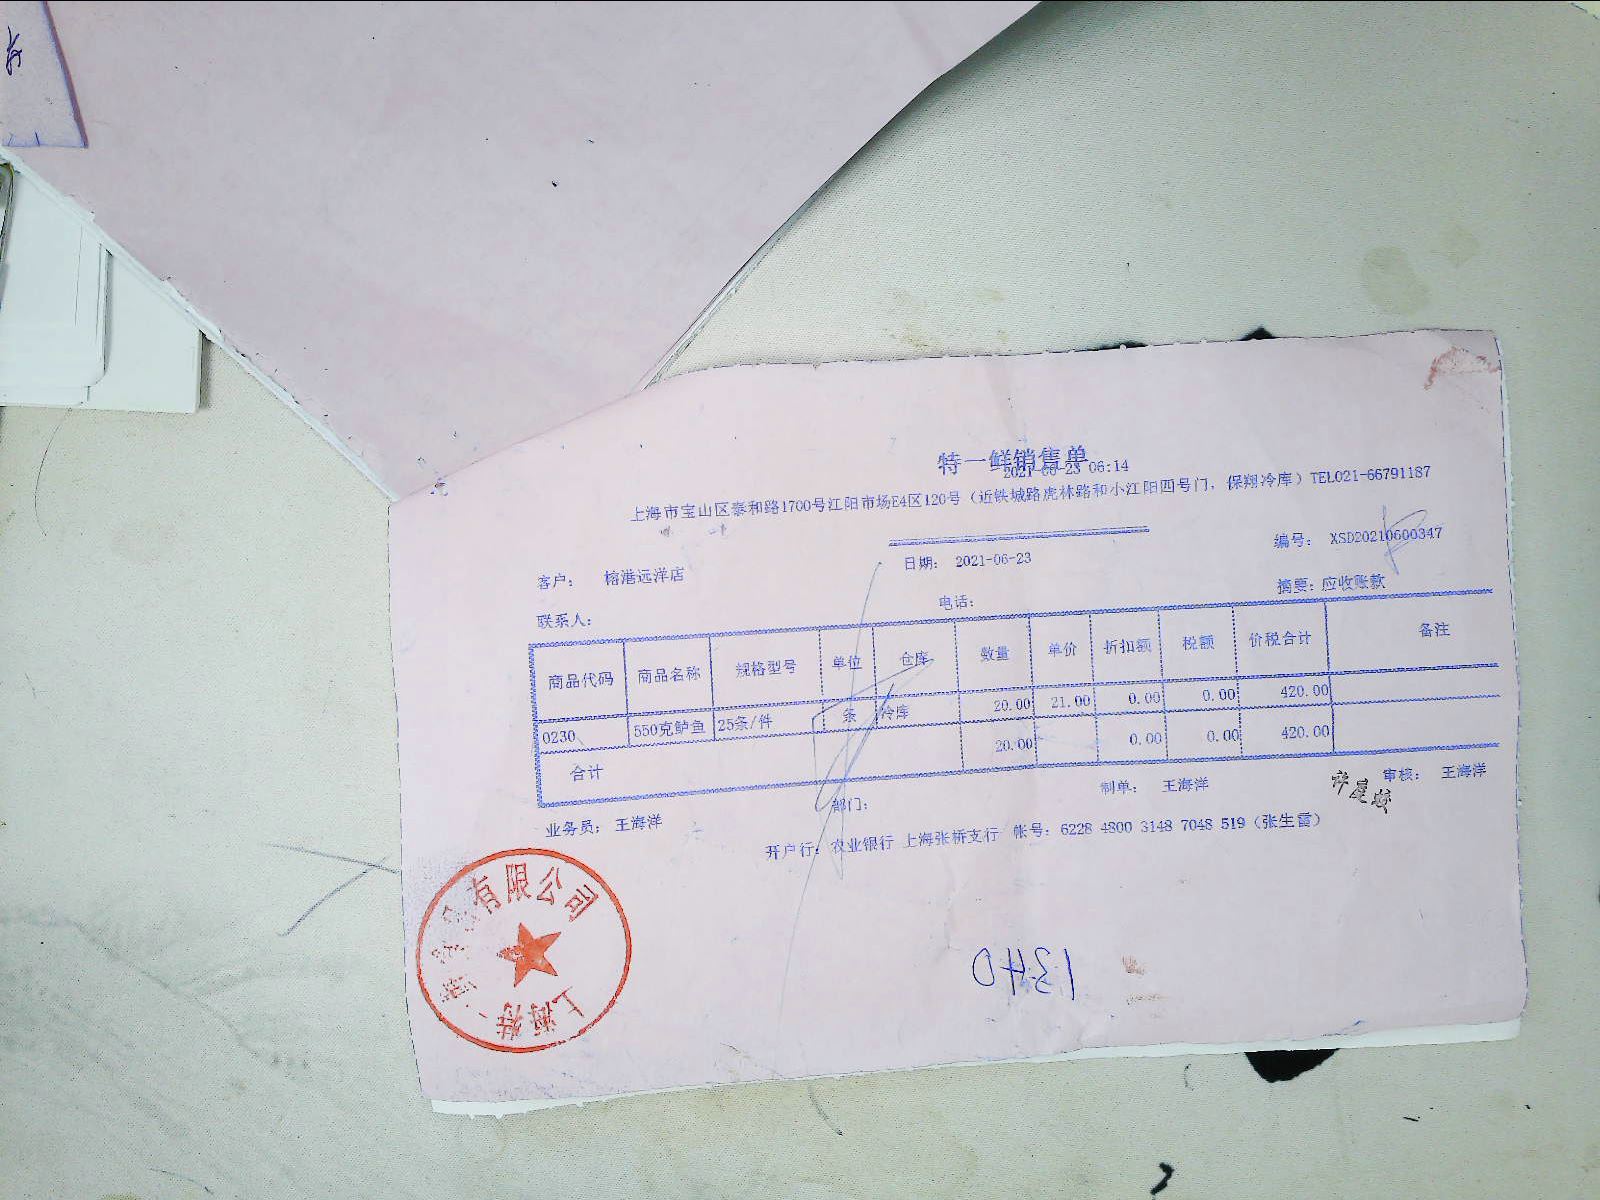 特一鲜销售单
2021-06-23 06:14
上海市宝山区泰和路1700号江阳市场E4区120号（近铁城路虎林路和小江阳四号门，保翔冷库）TEL021-66791187
客户： 榕港远洋店 日期： 2021-06-23 编号： XSD20210600347
联系人： 电话： 摘要：应收账款
商品代码 商品名称 规格型号 单位 仓库 数量 单价 折扣额 税额 价税合计 备注
0230 550克鲈鱼 25条/件 条 冷库 20.00 21.00 0.00 0.00 420.00
合计 20.00 0.00 0.00 420.00
业务员： 王海洋 部门： 制单： 王海洋 审核： 王海洋
开户行：农业银行 上海张桥支行 帐号：6228 4800 3148 7048 519（张生雷）
1340